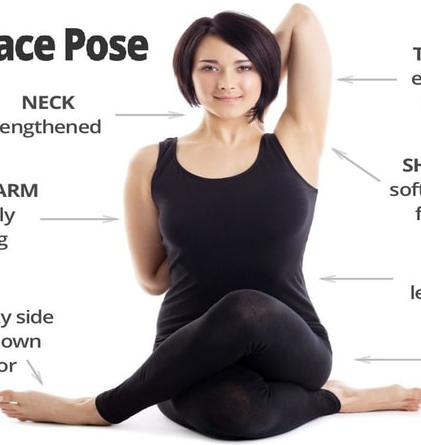 ace Pose
NECK
engthened
ARM
ly
g
y side
own
or
T
e
SH
soft
f
le